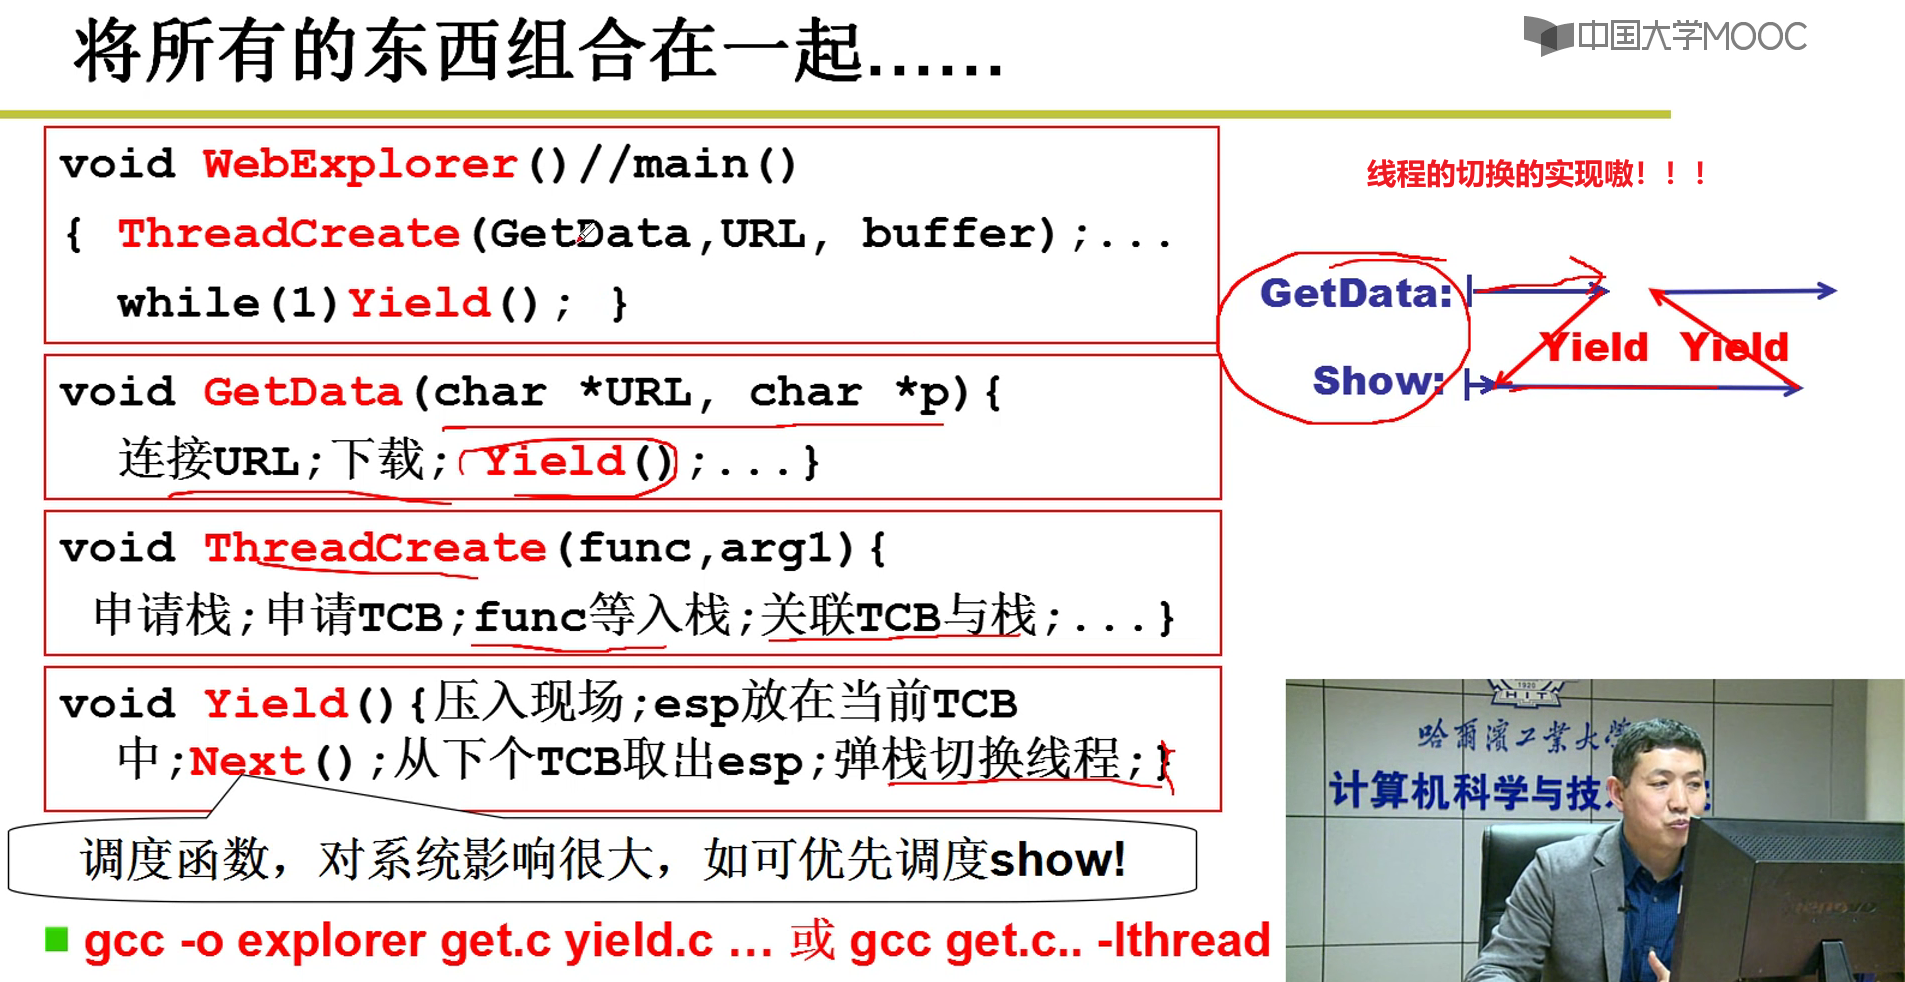 将所有的东西组合在一起......
中国大学MOOC
void WebExplorer()//main()
{ ThreadCreate(GetData,URL, buffer);...
while(1)Yield(); }
线程的切换的实现嗷！！！
GetData:
Yield Yield
Show:
void GetData(char *URL, char *p){
连接URL;下载; Yield();...}
void ThreadCreate(func,arg1){
申请栈;申请TCB;func等入栈;关联TCB与栈;...}
void Yield(){压入现场;esp放在当前TCB
中;Next();从下个TCB取出esp;弹栈切换线程;}
调度函数，对系统影响很大，如可优先调度show!
gcc -o explorer get.c yield.c ... 或 gcc get.c.. -lthread
1920
HIT
哈尔滨工业大学
计算机科学与技